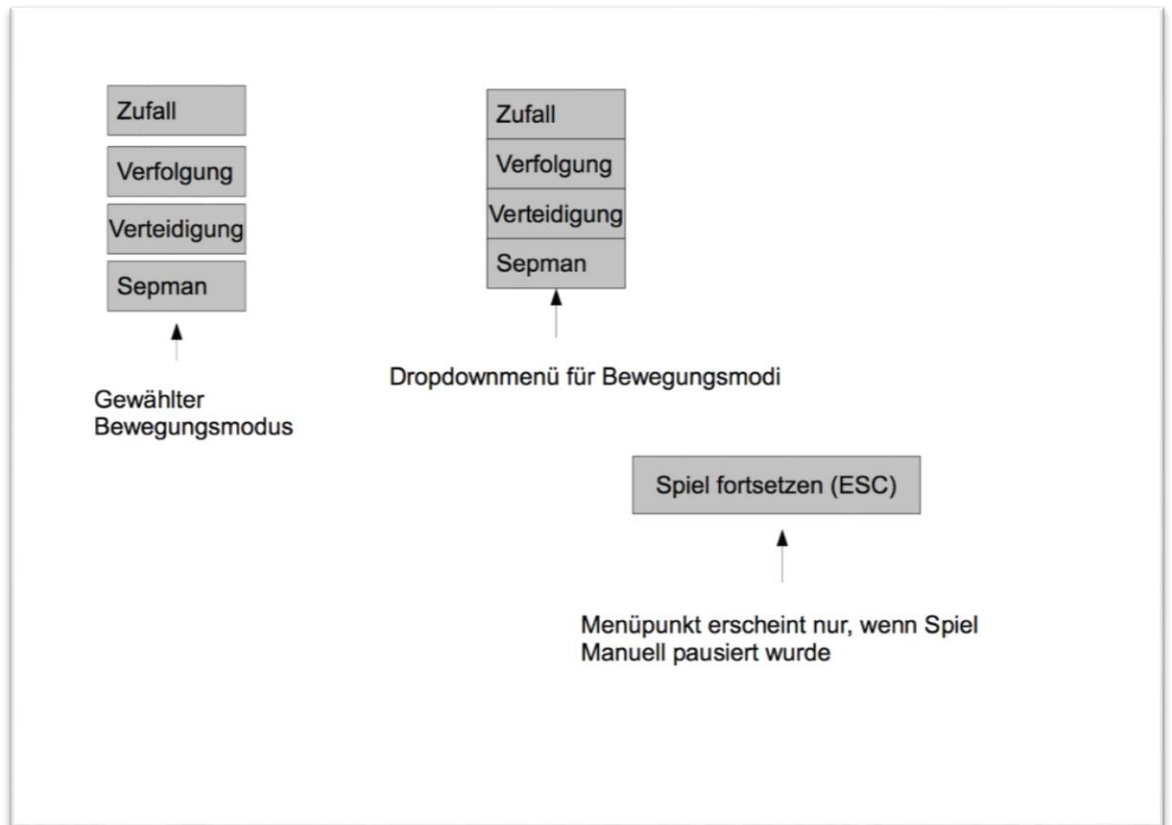 Zufall
Verfolgung
Verteidigung
Sepman
Gewählter
Bewegungsmodus
Zufall
Verfolgung
Verteidigung
Sepman
Dropdownmenü für Bewegungsmodi
Spiel fortsetzen (ESC)
Menüpunkt erscheint nur, wenn Spiel
Manuell pausiert wurde